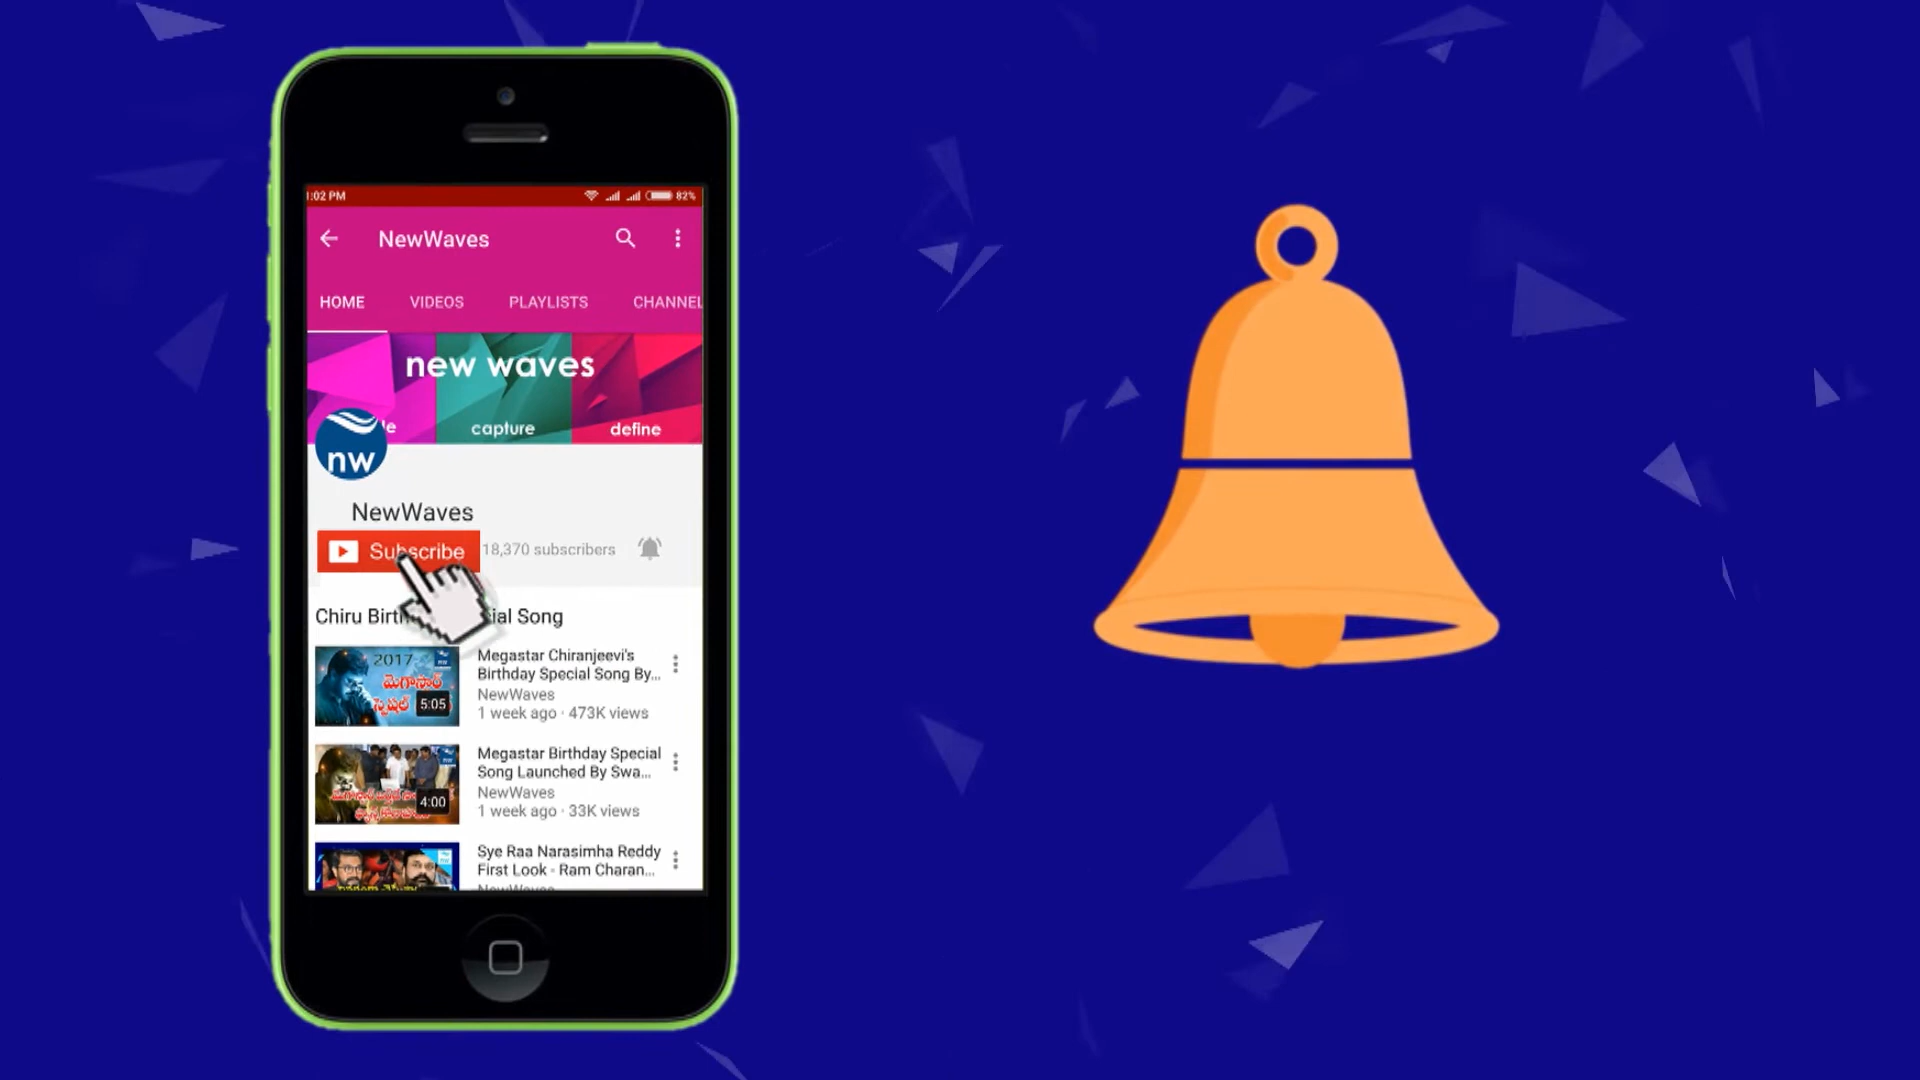 1:02 PM
82%
NewWaves
HOME VIDEOS PLAYLISTS CHANNEL
new waves
capture
define
nw
NewWaves
Subscribe
18,370 subscribers
Chiru Birth ial Song
2017
మెగాస్టార్
స్పెషల్
5:05
Megastar Chiranjeevi's
Birthday Special Song By...
NewWaves
1 week ago · 473K views
4:00
Megastar Birthday Special
Song Launched By Swa...
NewWaves
1 week ago · 33K views
Sye Raa Narasimha Reddy
First Look - Ram Charan...
NewWaves